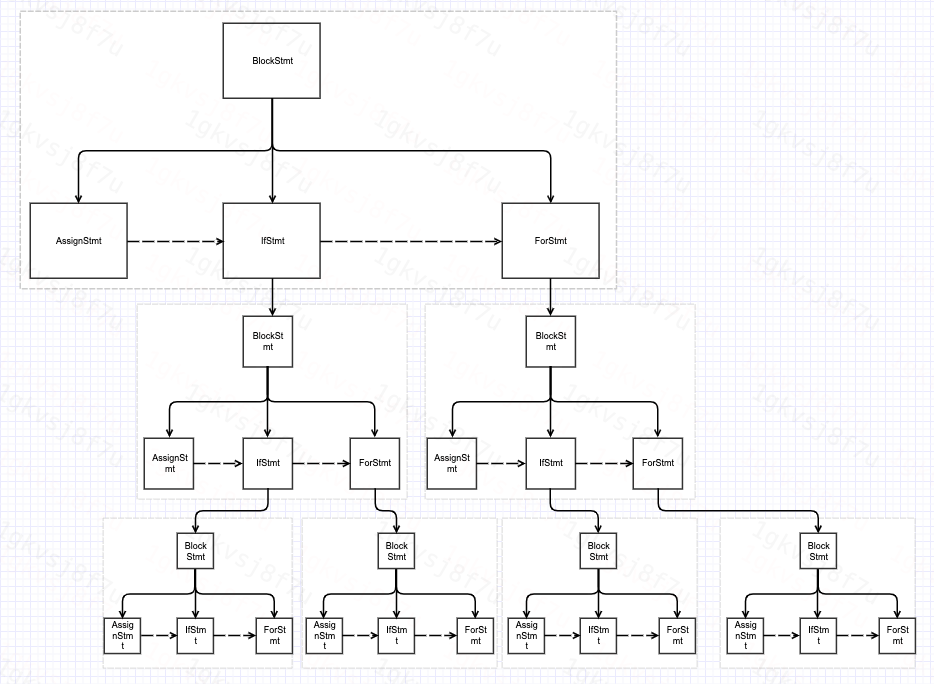 BlockStmt
AssignStmt
IfStmt
ForStmt
BlockSt
mt
BlockSt
mt
AssignSt
mt
IfStmt
ForStmt
AssignSt
mt
IfStmt
ForStmt
Block
Stmt
Block
Stmt
Block
Stmt
Block
Stmt
Assig
nStm
t
IfStm
t
ForSt
mt
Assig
nStm
t
IfStm
t
ForSt
mt
Assig
nStm
t
IfStm
t
ForSt
mt
Assig
nStm
t
IfStm
t
ForSt
mt
1gkvsj8f7u